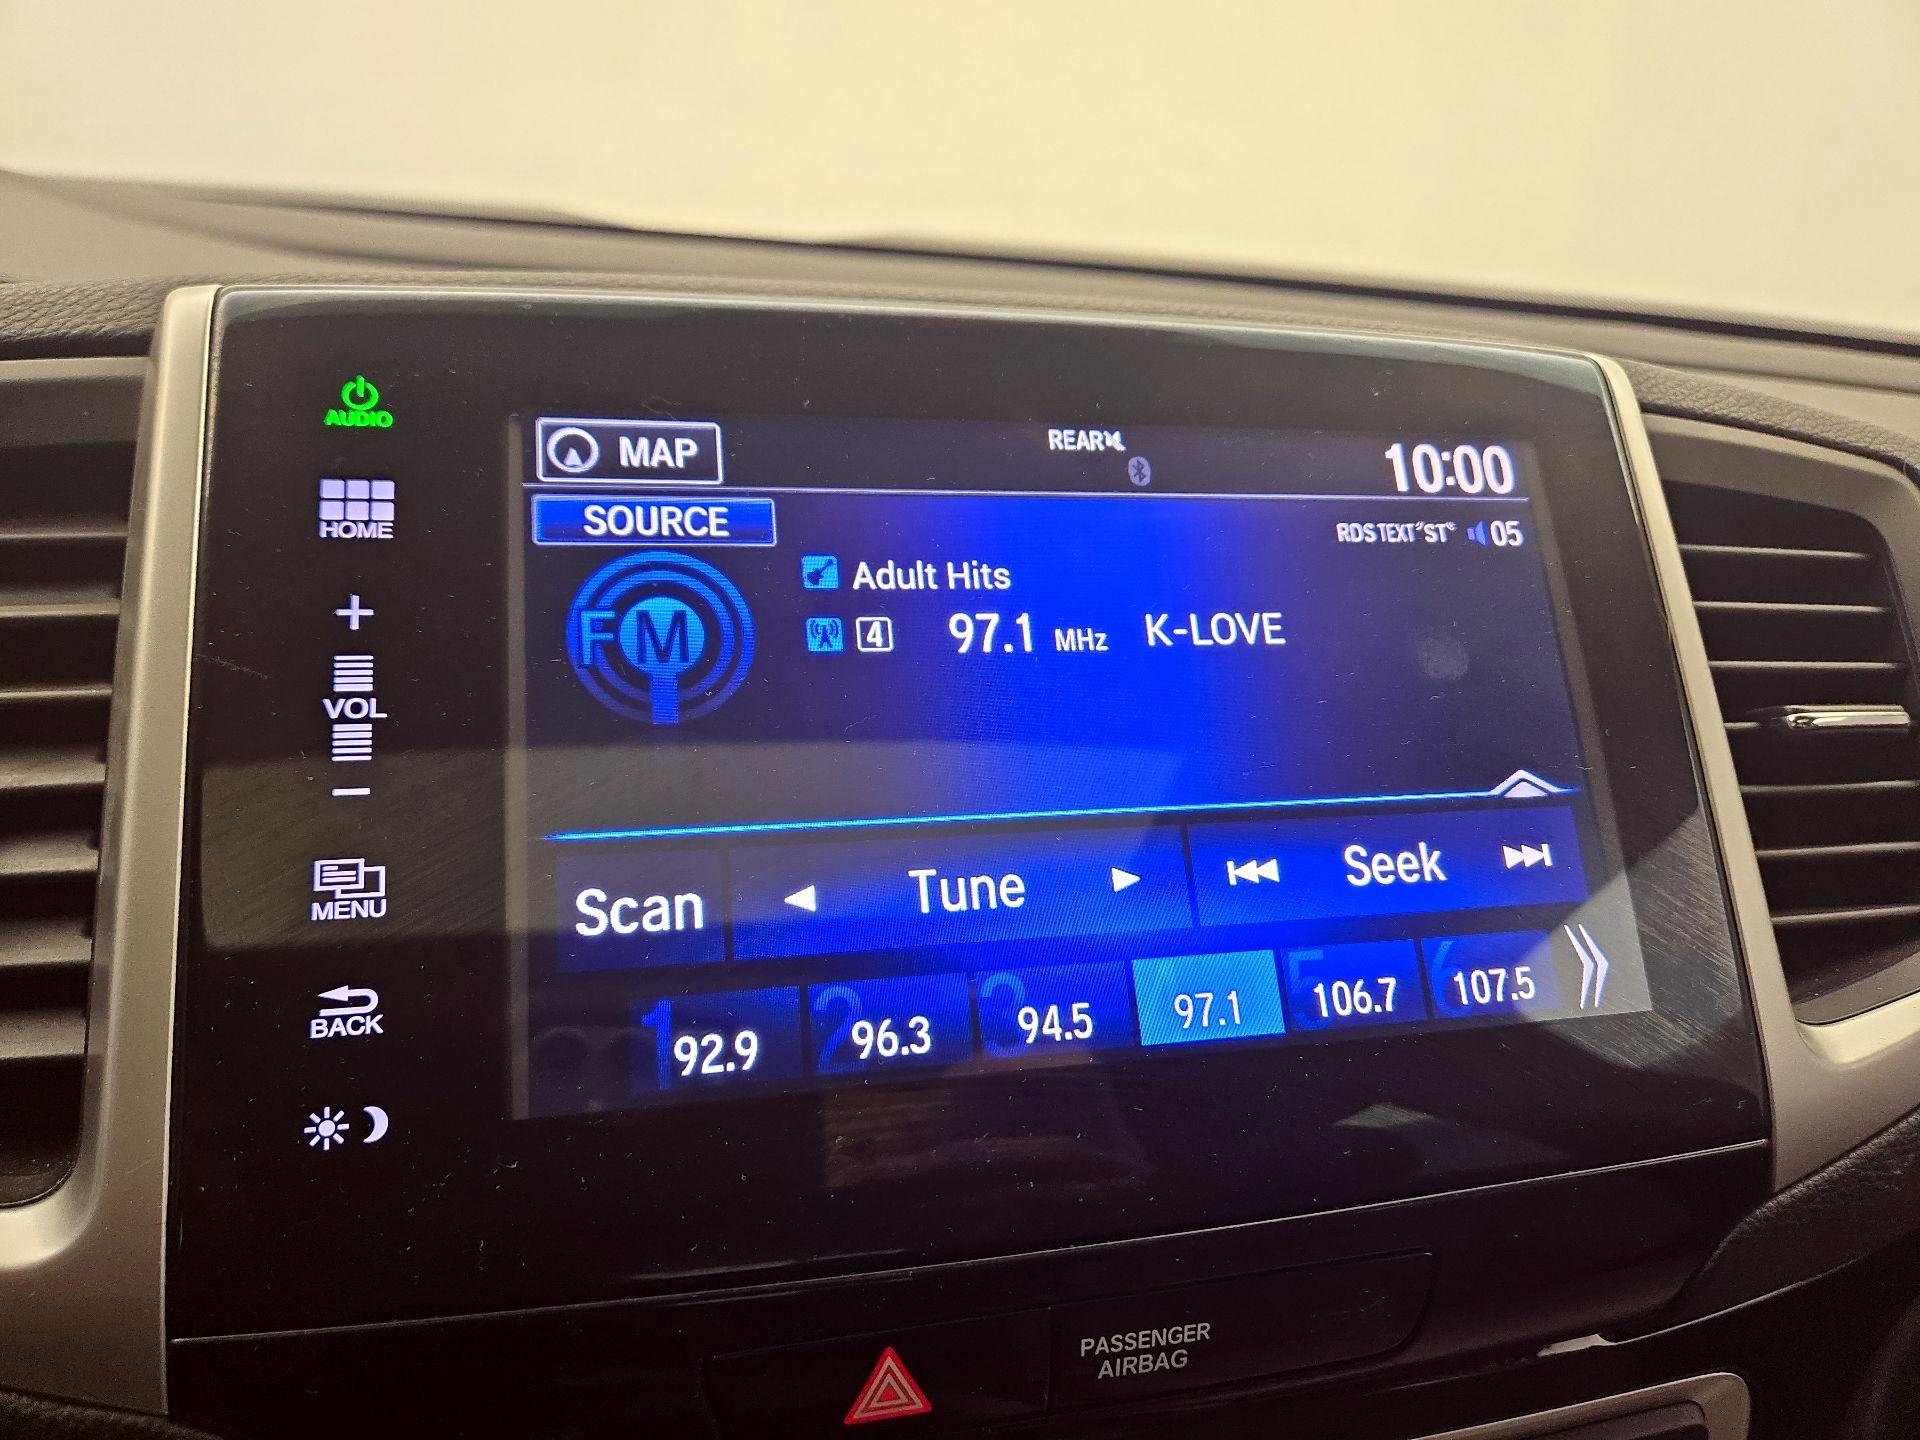 AUDIO
HOME
+
VOL
−
MENU
BACK
MAP
REAR
10:00
SOURCE
RDS TEXT "ST" 05
FM
Adult Hits
4 97.1 MHz K-LOVE
Scan Tune Seek
1 92.9 2 96.3 3 94.5 97.1 5 106.7 6 107.5
PASSENGER
AIRBAG